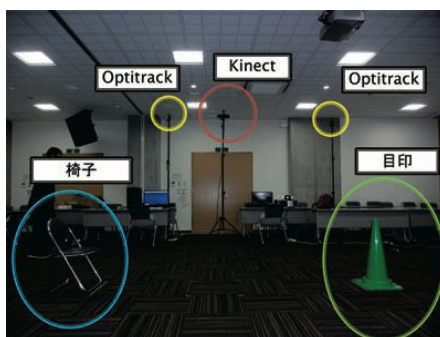 Kinect
Optitrack
Optitrack
椅子
目印